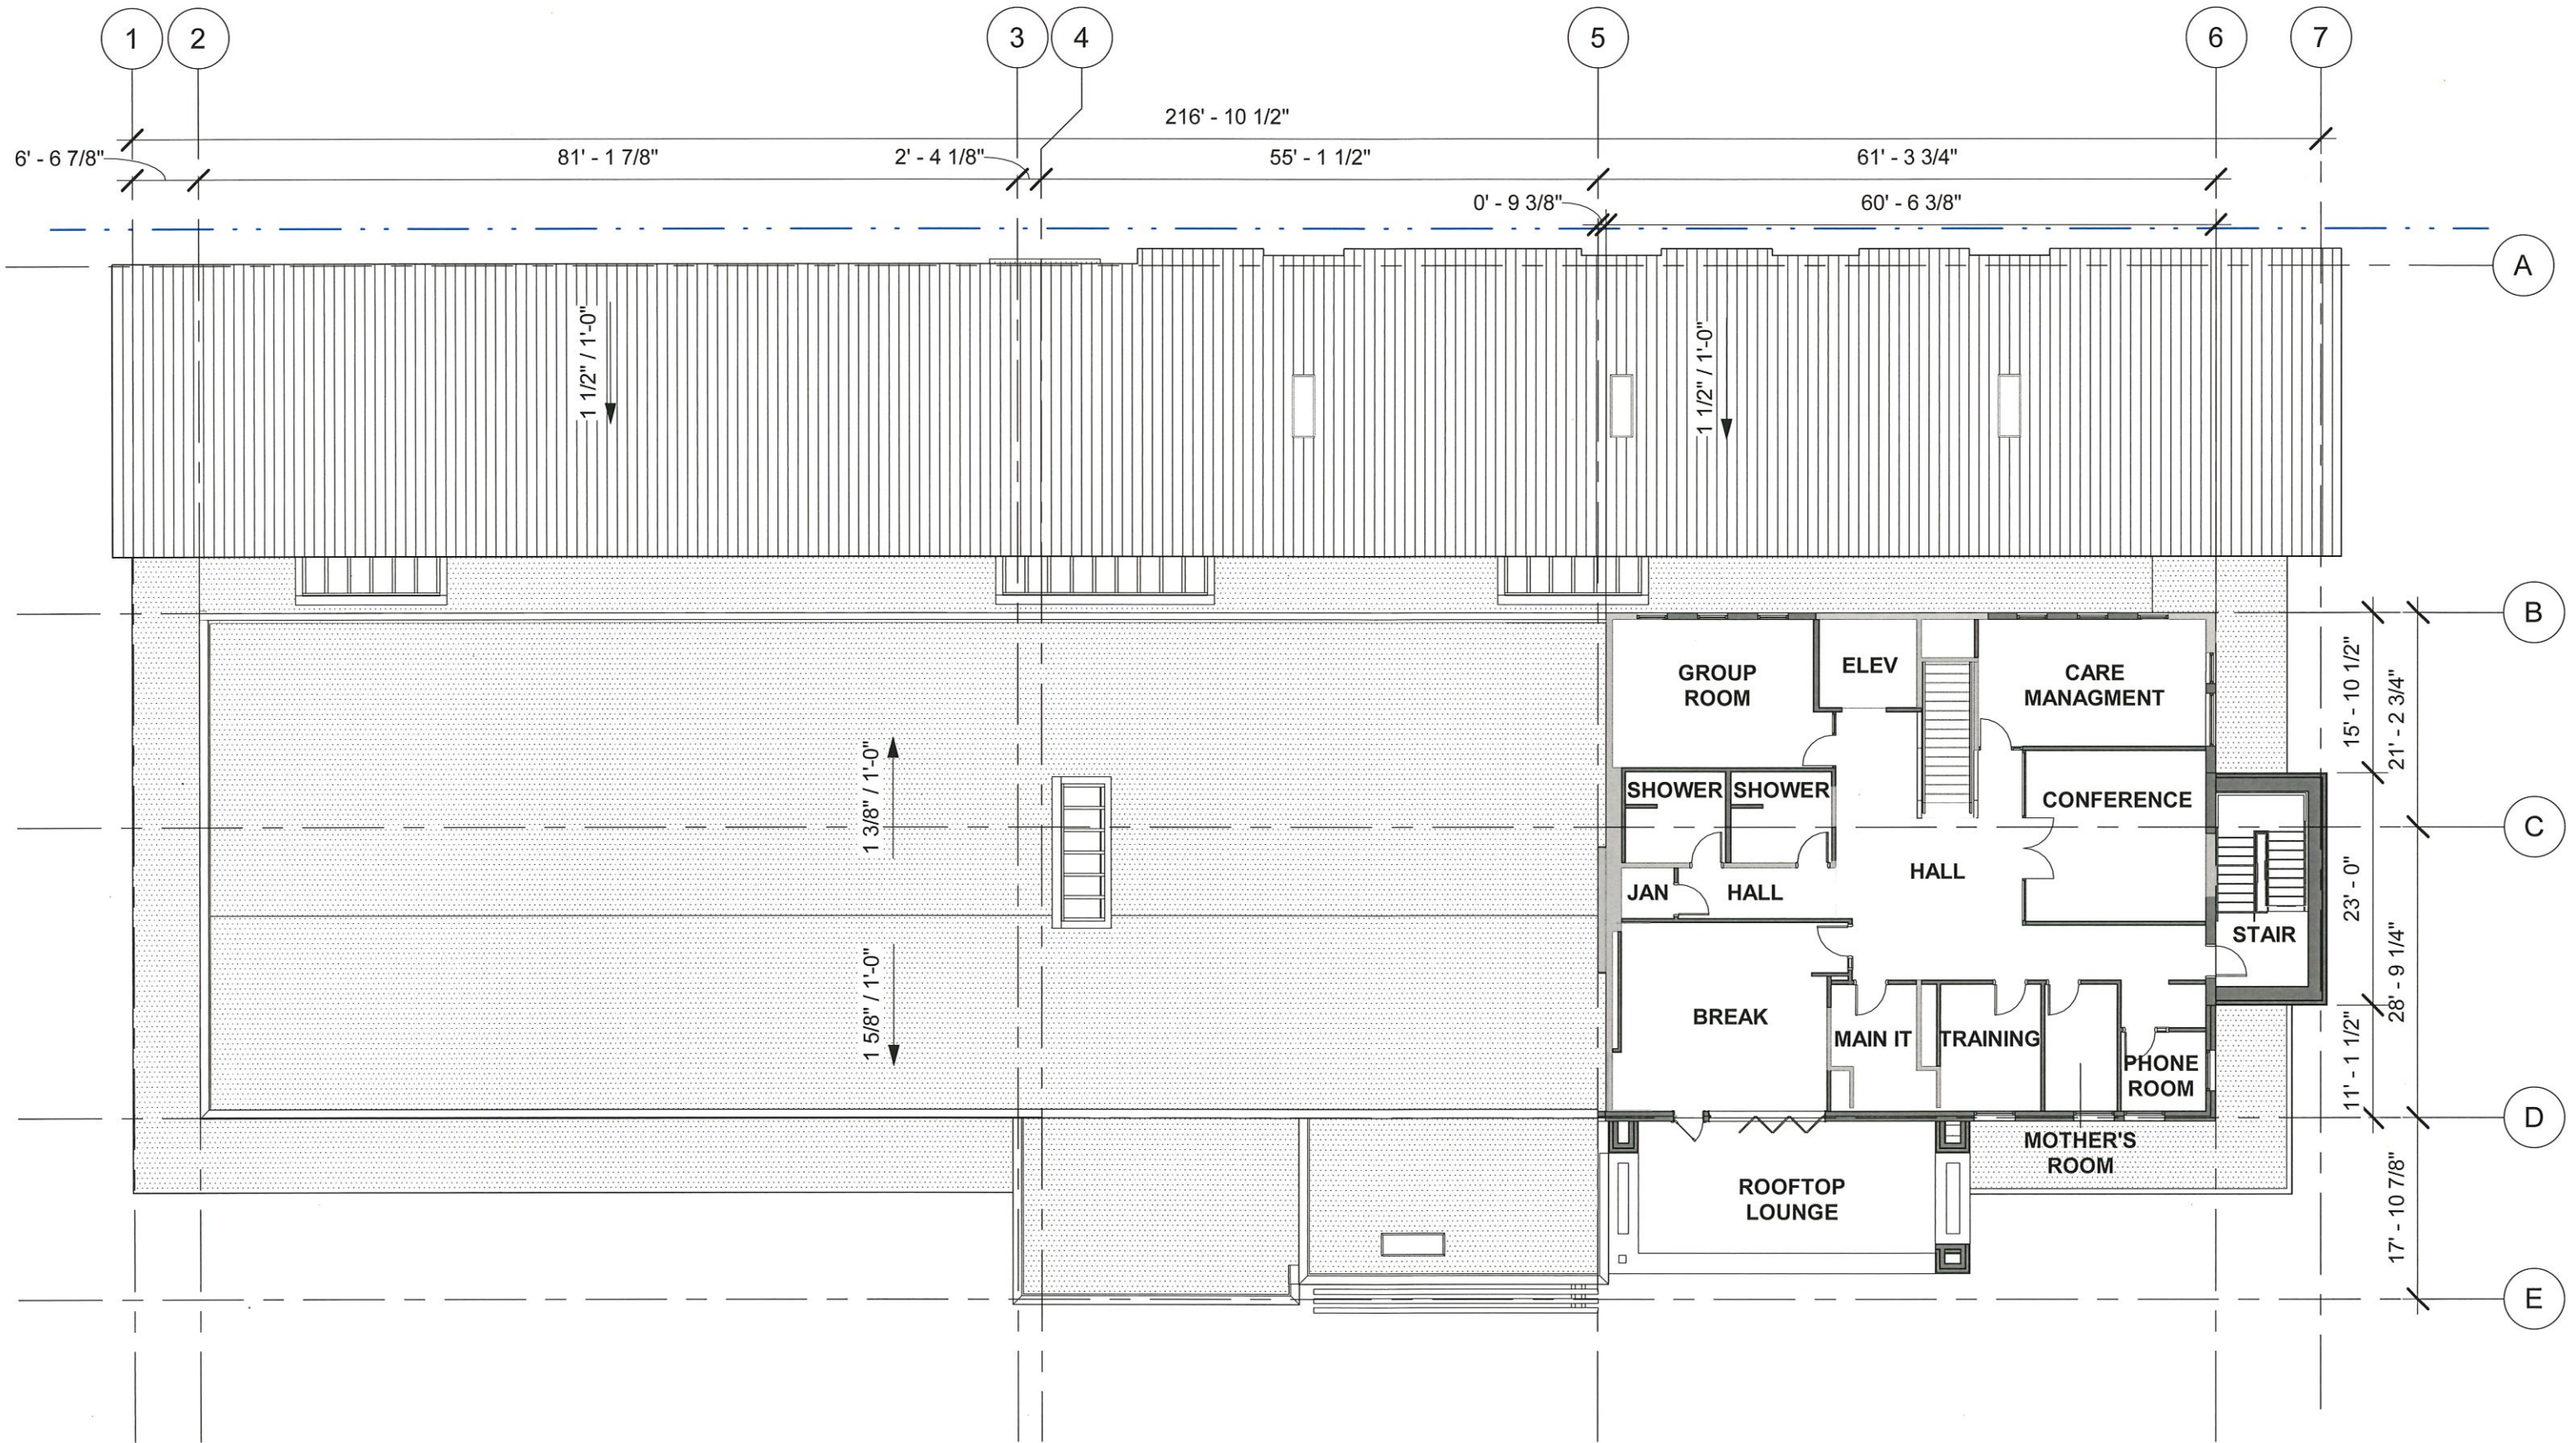 1 2 3 4 5 6 7
216' - 10 1/2"
6' - 6 7/8" 81' - 1 7/8" 2' - 4 1/8" 55' - 1 1/2" 61' - 3 3/4"
0' - 9 3/8" 60' - 6 3/8"
A
1 1/2" / 1'-0"
1 1/2" / 1'-0"
B
GROUP
ROOM
ELEV
CARE
MANAGMENT
15' - 10 1/2"
21' - 2 3/4"
1 3/8" / 1'-0"
SHOWER
SHOWER
CONFERENCE
C
JAN
HALL
HALL
STAIR
23' - 0"
28' - 9 1/4"
1 5/8" / 1'-0"
BREAK
MAIN IT
TRAINING
PHONE
ROOM
11' - 1 1/2"
D
MOTHER'S
ROOM
ROOFTOP
LOUNGE
17' - 10 7/8"
E